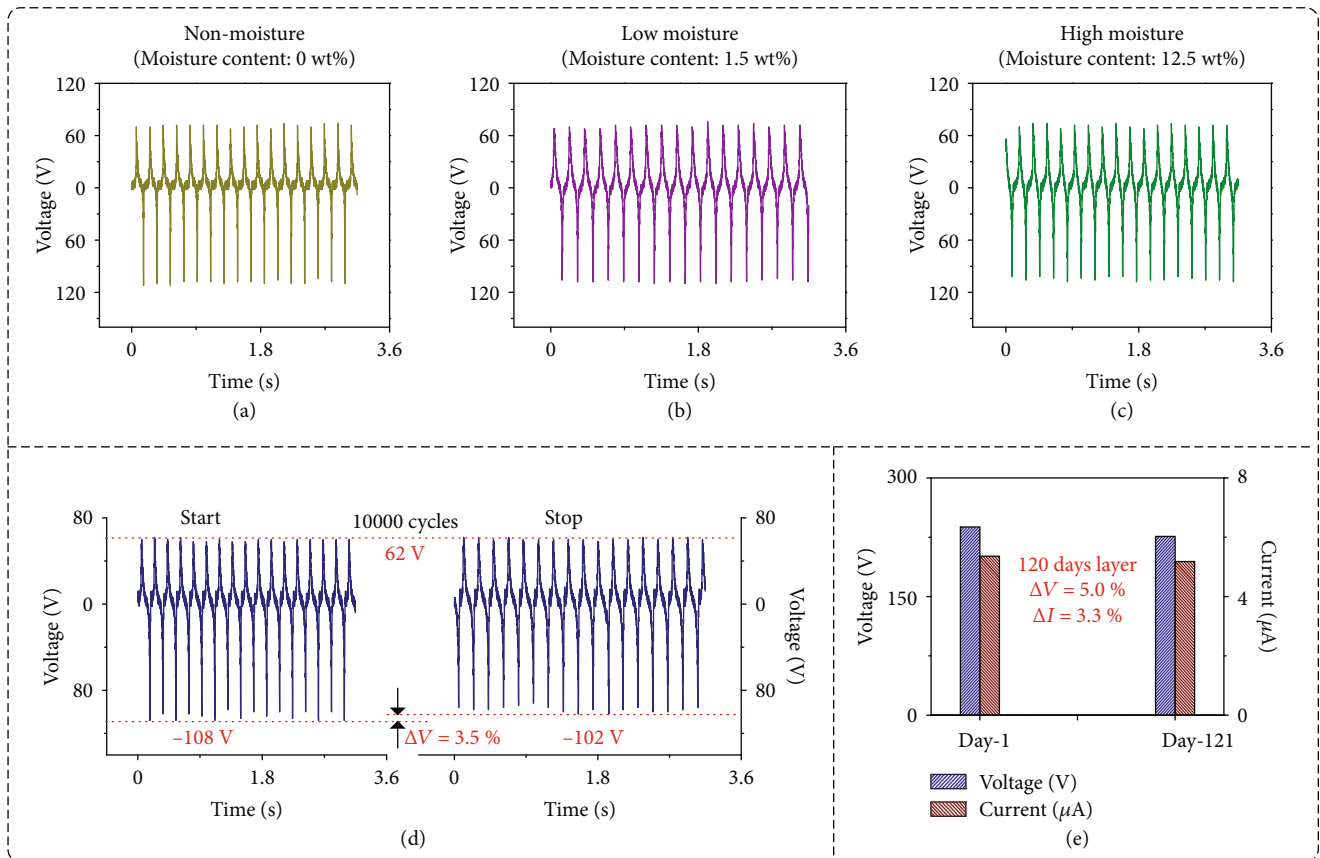 Non-moisture
(Moisture content: 0 wt%)
120
60
0
60
120
Voltage (V)
0
1.8
3.6
Time (s)
(a)
Low moisture
(Moisture content: 1.5 wt%)
120
60
0
60
120
Voltage (V)
0
1.8
3.6
Time (s)
(b)
High moisture
(Moisture content: 12.5 wt%)
120
60
0
60
120
Voltage (V)
0
1.8
3.6
Time (s)
(c)
80
0
80
Voltage (V)
Start
10000 cycles
Stop
62 V
−108 V
ΔV = 3.5 %
−102 V
80
0
80
Voltage (V)
0
1.8
3.6
Time (s)
0
1.8
3.6
Time (s)
(d)
300
150
0
Voltage (V)
120 days layer
ΔV = 5.0 %
ΔI = 3.3 %
8
4
0
Current (μA)
Day-1
Day-121
Voltage (V)
Current (μA)
(e)